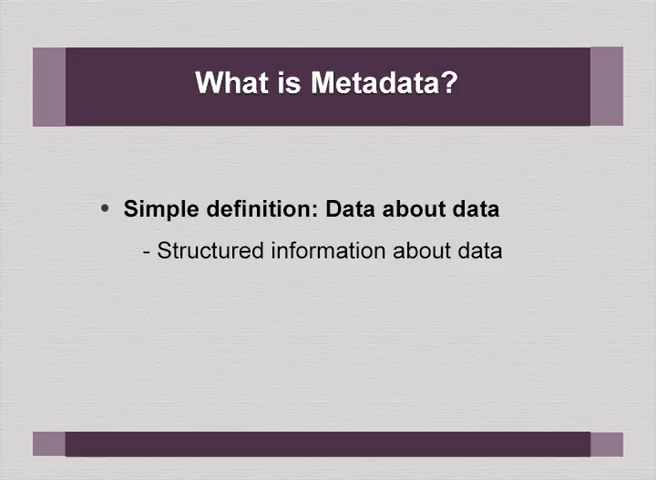 What is Metadata?
• Simple definition: Data about data
- Structured information about data